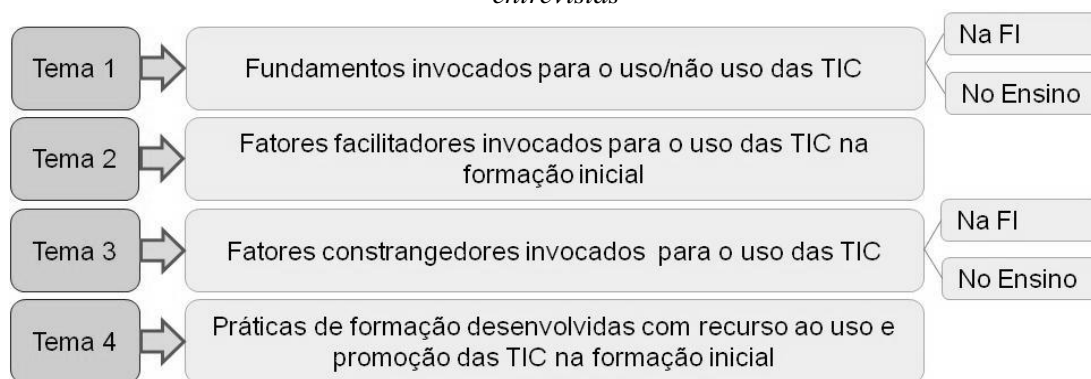 entrevistas
Tema 1
Fundamentos invocados para o uso/não uso das TIC
Na FI
No Ensino
Tema 2
Fatores facilitadores invocados para o uso das TIC na
formação inicial
Tema 3
Fatores constrangedores invocados para o uso das TIC
Na FI
No Ensino
Tema 4
Práticas de formação desenvolvidas com recurso ao uso e
promoção das TIC na formação inicial